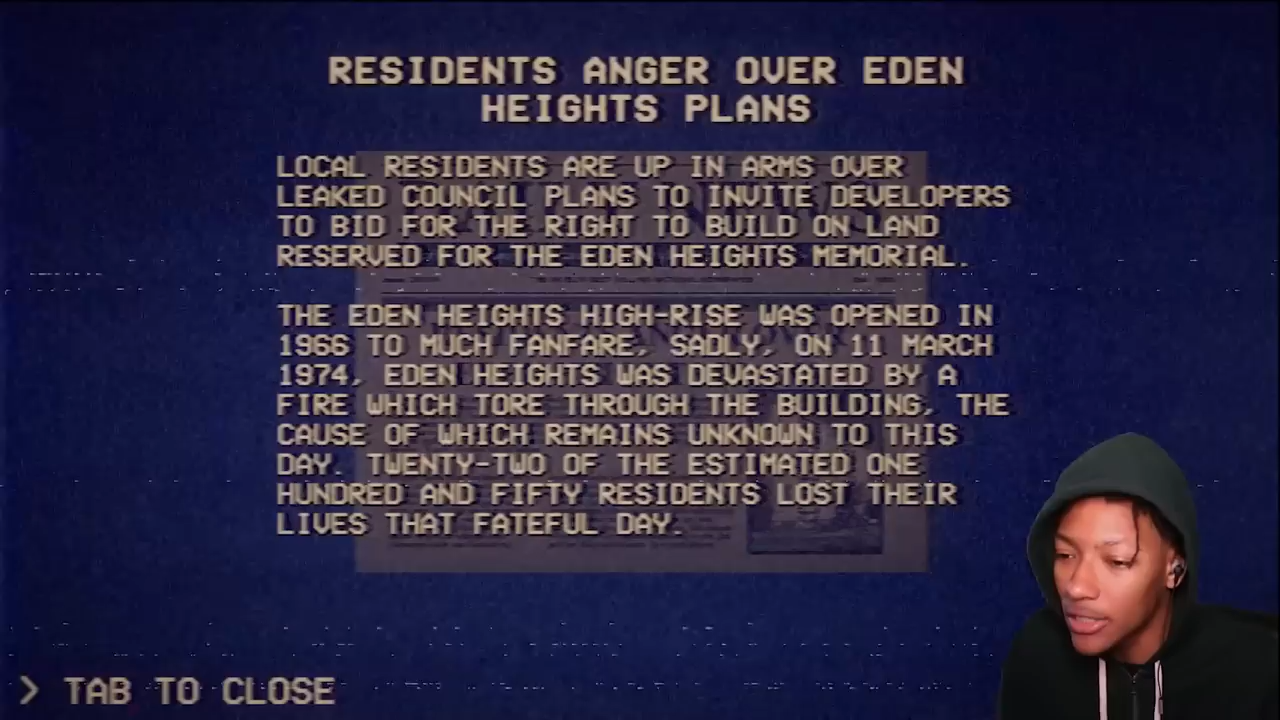 RESIDENTS ANGER OVER EDEN
HEIGHTS PLANS
LOCAL RESIDENTS ARE UP IN ARMS OVER
LEAKED COUNCIL PLANS TO INVITE DEVELOPERS
TO BID FOR THE RIGHT TO BUILD ON LAND
RESERVED FOR THE EDEN HEIGHTS MEMORIAL.
THE EDEN HEIGHTS HIGH-RISE WAS OPENED IN
1966 TO MUCH FANFARE, SADLY, ON 11 MARCH
1974, EDEN HEIGHTS WAS DEVASTATED BY A
FIRE WHICH TORE THROUGH THE BUILDING, THE
CAUSE OF WHICH REMAINS UNKNOWN TO THIS
DAY. TWENTY-TWO OF THE ESTIMATED ONE
HUNDRED AND FIFTY RESIDENTS LOST THEIR
LIVES THAT FATEFUL DAY.
> TAB TO CLOSE